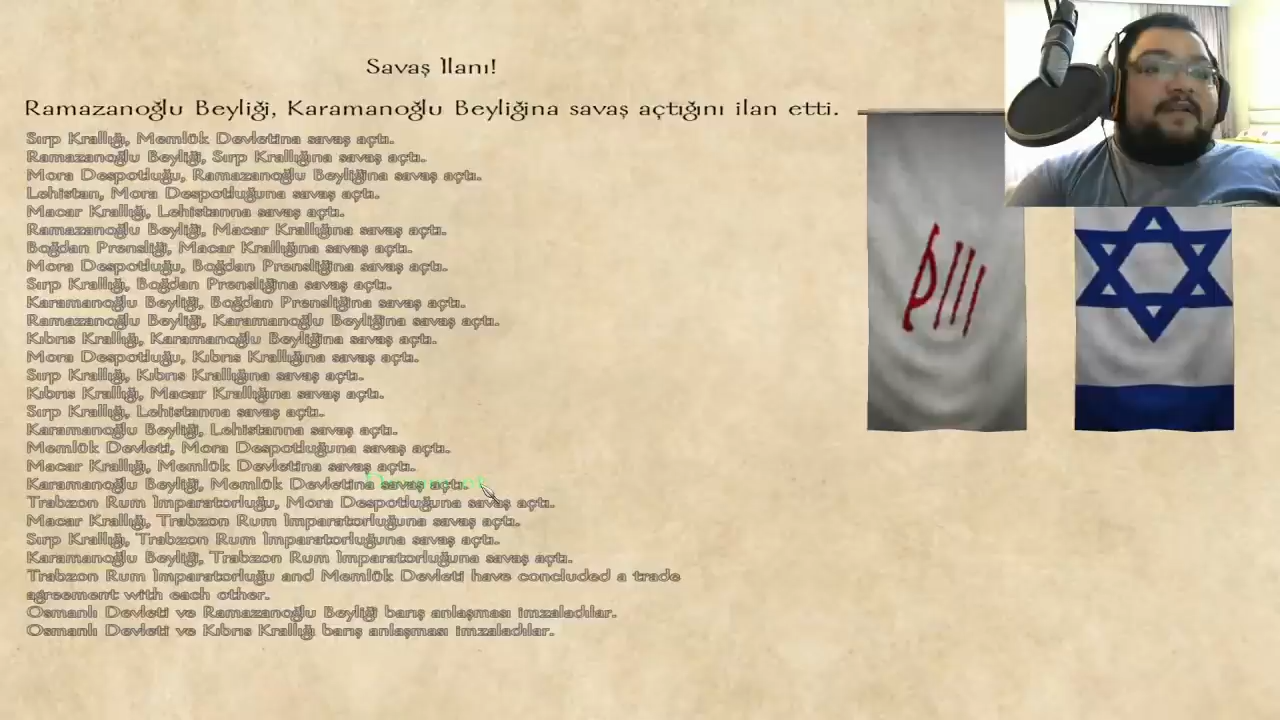 Savaş İlanı!
Ramazanoğlu Beyliği, Karamanoğlu Beyliğina savaş açtığını ilan etti.
Sırp Krallığı, Memlük Devletina savaş açtı.
Ramazanoğlu Beyliği, Sırp Krallığına savaş açtı.
Mora Despotluğu, Ramazanoğlu Beyliğina savaş açtı.
Lehistan, Mora Despotluğuna savaş açtı.
Macar Krallığı, Lehistanna savaş açtı.
Ramazanoğlu Beyliği, Macar Krallığına savaş açtı.
Boğdan Prensliği, Macar Krallığına savaş açtı.
Mora Despotluğu, Boğdan Prensliğina savaş açtı.
Sırp Krallığı, Boğdan Prensliğina savaş açtı.
Karamanoğlu Beyliği, Boğdan Prensliğina savaş açtı.
Ramazanoğlu Beyliği, Karamanoğlu Beyliğina savaş açtı.
Kıbrıs Krallığı, Karamanoğlu Beyliğina savaş açtı.
Mora Despotluğu, Kıbrıs Krallığına savaş açtı.
Sırp Krallığı, Kıbrıs Krallığına savaş açtı.
Kıbrıs Krallığı, Macar Krallığına savaş açtı.
Sırp Krallığı, Lehistanna savaş açtı.
Karamanoğlu Beyliği, Lehistanna savaş açtı.
Memlük Devleti, Mora Despotluğuna savaş açtı.
Macar Krallığı, Memlük Devletina savaş açtı.
Karamanoğlu Beyliği, Memlük Devletina savaş açtı.
Trabzon Rum İmparatorluğu, Mora Despotluğuna savaş açtı.
Macar Krallığı, Trabzon Rum İmparatorluğuna savaş açtı.
Sırp Krallığı, Trabzon Rum İmparatorluğuna savaş açtı.
Karamanoğlu Beyliği, Trabzon Rum İmparatorluğuna savaş açtı.
Trabzon Rum İmparatorluğu and Memlük Devleti have concluded a trade
agreement with each other.
Osmanlı Devleti ve Ramazanoğlu Beyliği barış anlaşması imzaladılar.
Osmanlı Devleti ve Kıbrıs Krallığı barış anlaşması imzaladılar.